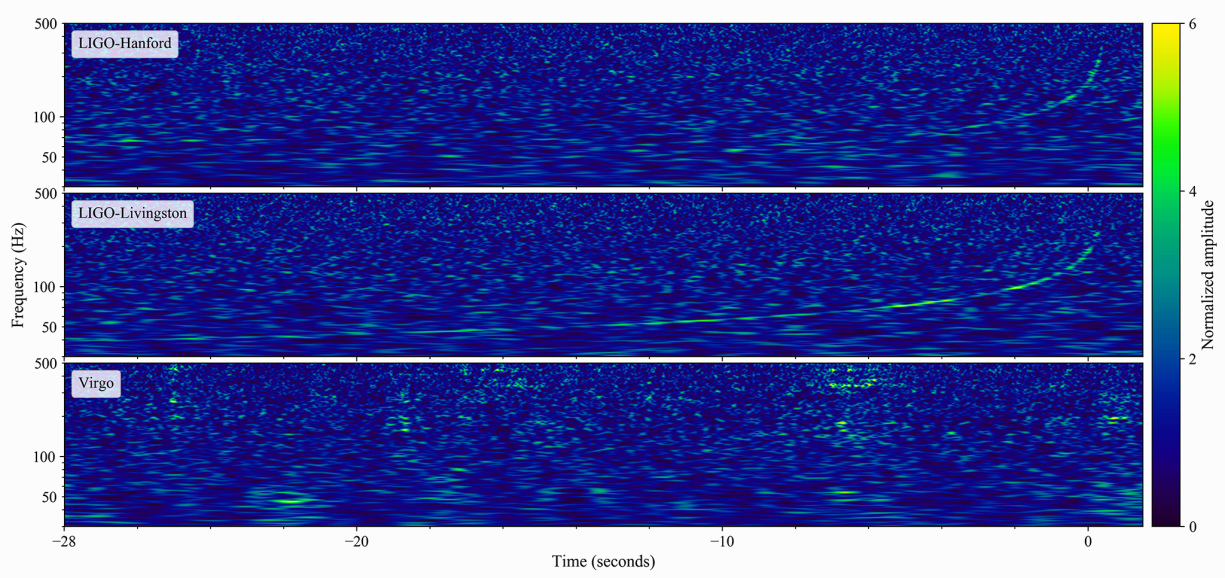 500
LIGO-Hanford
100
50
500
LIGO-Livingston
100
50
500
Virgo
100
50
−28
−20
−10
0
Time (seconds)
Frequency (Hz)
6
4
2
0
Normalized amplitude